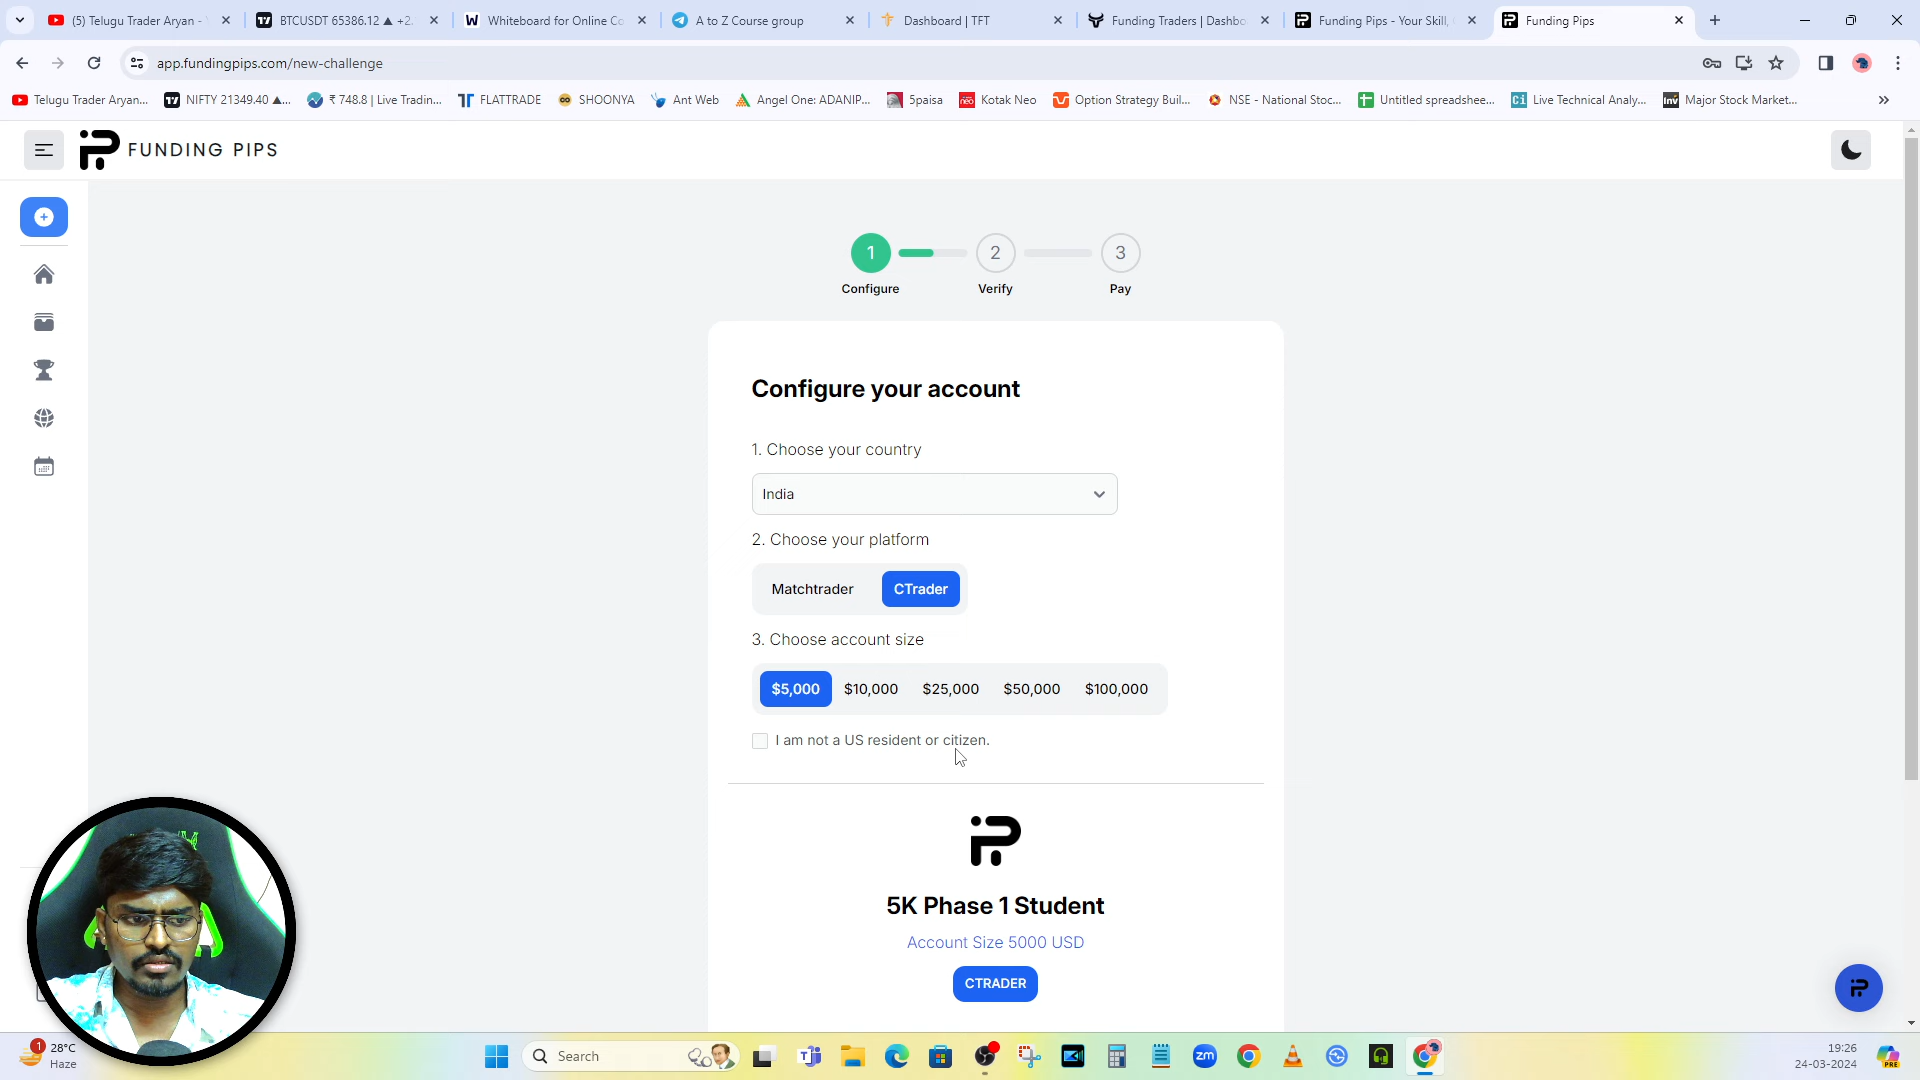 (5) Telugu Trader Aryan -
BTCUSDT 65386.12 ▲ +2.
Whiteboard for Online Co
A to Z Course group
Dashboard | TFT
Funding Traders | Dashbo
Funding Pips - Your Skill,
Funding Pips
app.fundingpips.com/new-challenge
Telugu Trader Aryan...
NIFTY 21349.40 ▲...
₹ 748.8 | Live Tradin...
FLATTRADE
SHOONYA
Ant Web
Angel One: ADANIP...
5paisa
Kotak Neo
Option Strategy Buil...
NSE - National Stoc...
Untitled spreadshee...
Live Technical Analy...
Major Stock Market...
FUNDING PIPS
1
2
3
Configure
Verify
Pay
Configure your account
1. Choose your country
India
2. Choose your platform
Matchtrader
CTrader
3. Choose account size
$5,000
$10,000
$25,000
$50,000
$100,000
I am not a US resident or citizen.
5K Phase 1 Student
Account Size 5000 USD
CTRADER
1
28°C
Haze
Search
zm
19:26
24-03-2024
PRE